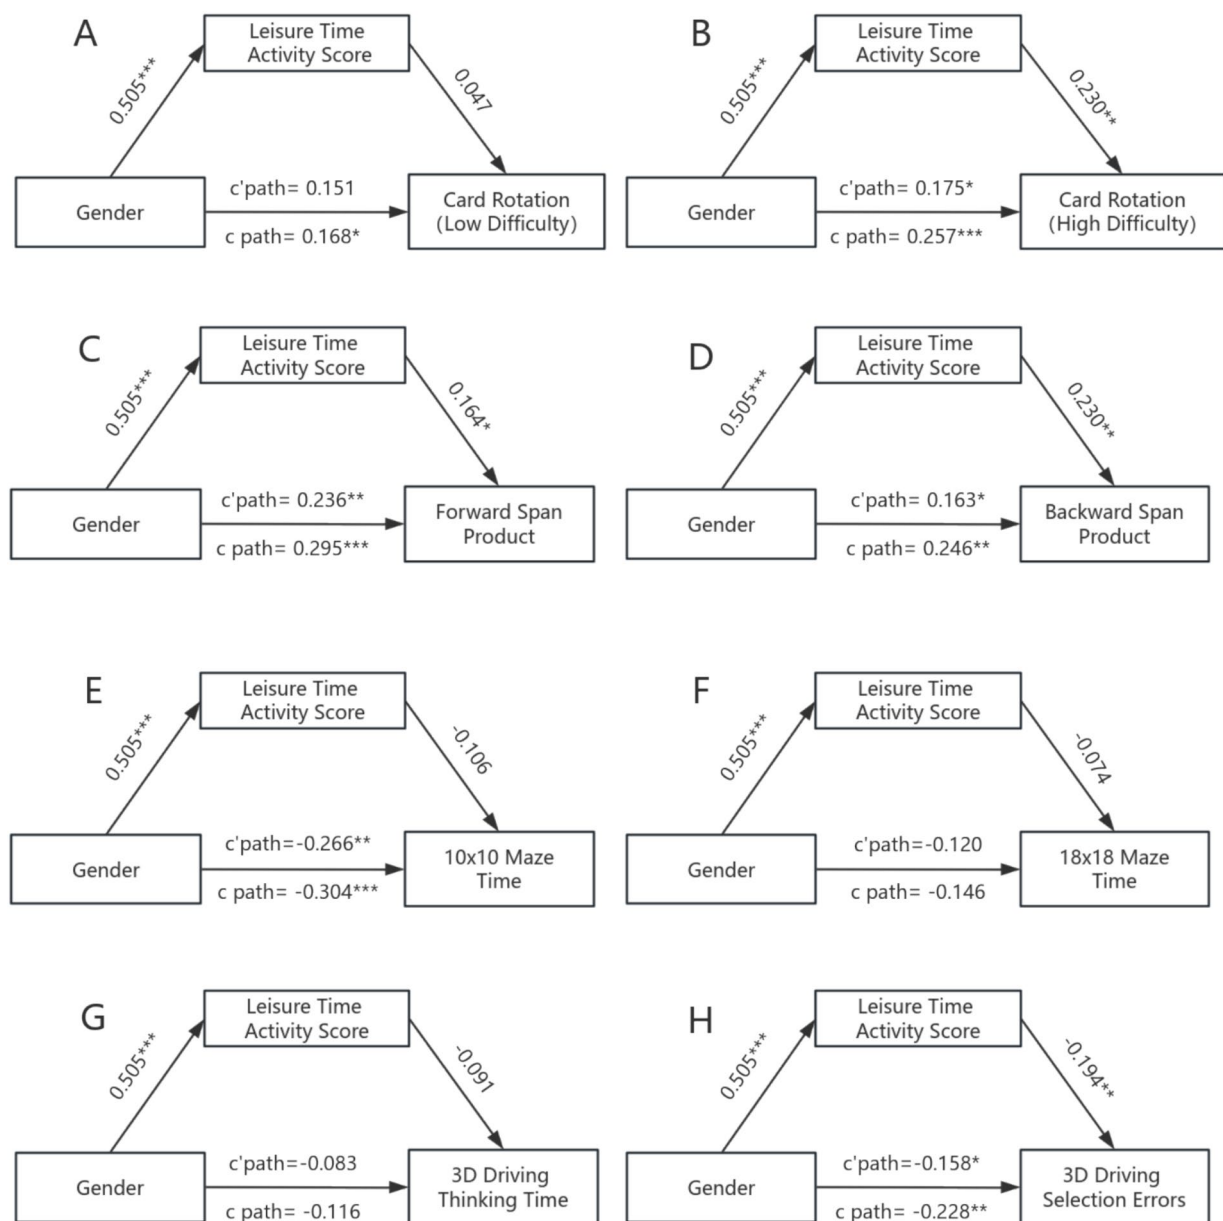 A
Leisure Time
Activity Score
0.505***
0.047
Gender
c'path= 0.151
c path= 0.168*
Card Rotation
(Low Difficulty)
B
Leisure Time
Activity Score
0.505***
0.230**
Gender
c'path= 0.175*
c path= 0.257***
Card Rotation
(High Difficulty)
C
Leisure Time
Activity Score
0.505***
0.164*
Gender
c'path= 0.236**
c path= 0.295***
Forward Span
Product
D
Leisure Time
Activity Score
0.505***
0.230**
Gender
c'path= 0.163*
c path= 0.246**
Backward Span
Product
E
Leisure Time
Activity Score
0.505***
-0.106
Gender
c'path=-0.266**
c path= -0.304***
10x10 Maze
Time
F
Leisure Time
Activity Score
0.505***
-0.074
Gender
c'path=-0.120
c path= -0.146
18x18 Maze
Time
G
Leisure Time
Activity Score
0.505***
-0.091
Gender
c'path=-0.083
c path= -0.116
3D Driving
Thinking Time
H
Leisure Time
Activity Score
0.505***
-0.194**
Gender
c'path=-0.158*
c path= -0.228**
3D Driving
Selection Errors